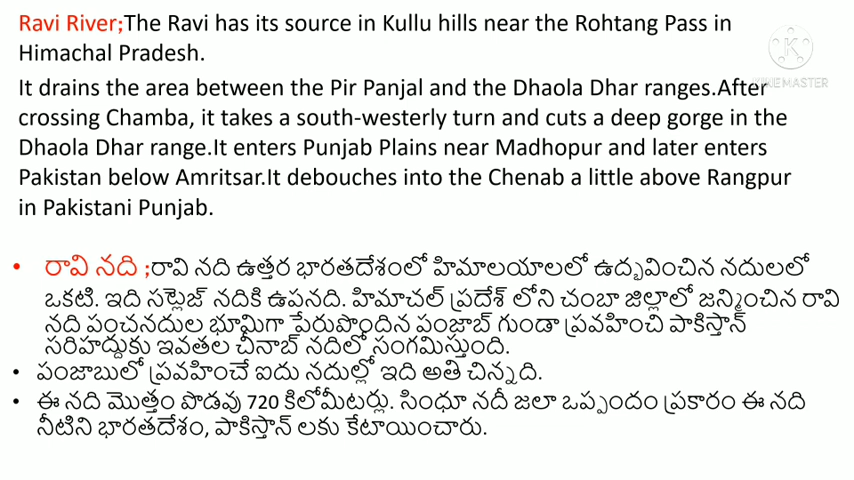 Ravi River;The Ravi has its source in Kullu hills near the Rohtang Pass in
Himachal Pradesh.
KINEMASTER
It drains the area between the Pir Panjal and the Dhaola Dhar ranges.After
crossing Chamba, it takes a south-westerly turn and cuts a deep gorge in the
Dhaola Dhar range.It enters Punjab Plains near Madhopur and later enters
Pakistan below Amritsar.It debouches into the Chenab a little above Rangpur
in Pakistani Punjab.
• రావి నది ;రావి నది ఉత్తర భారతదేశంలో హిమాలయాలలో ఉద్భవించిన నదులలో
ఒకటి. ఇది సట్లెజ్ నదికి ఉపనది. హిమాచల్ ప్రదేశ్ లోని చంబా జిల్లాలో జన్మించిన రావి
నది పంచనదుల భూమిగా పేరుపొందిన పంజాబ్ గుండా ప్రవహించి పాకిస్తాన్
సరిహద్దుకు ఇవతల చీనాబ్ నదిలో సంగమిస్తుంది.
• పంజాబులో ప్రవహించే ఐదు నదుల్లో ఇది అతి చిన్నది.
• ఈ నది మొత్తం పొడవు 720 కిలోమీటర్లు. సింధూ నదీ జలా ఒప్పందం ప్రకారం ఈ నది
నీటిని భారతదేశం, పాకిస్తాన్ లకు కేటాయించారు.